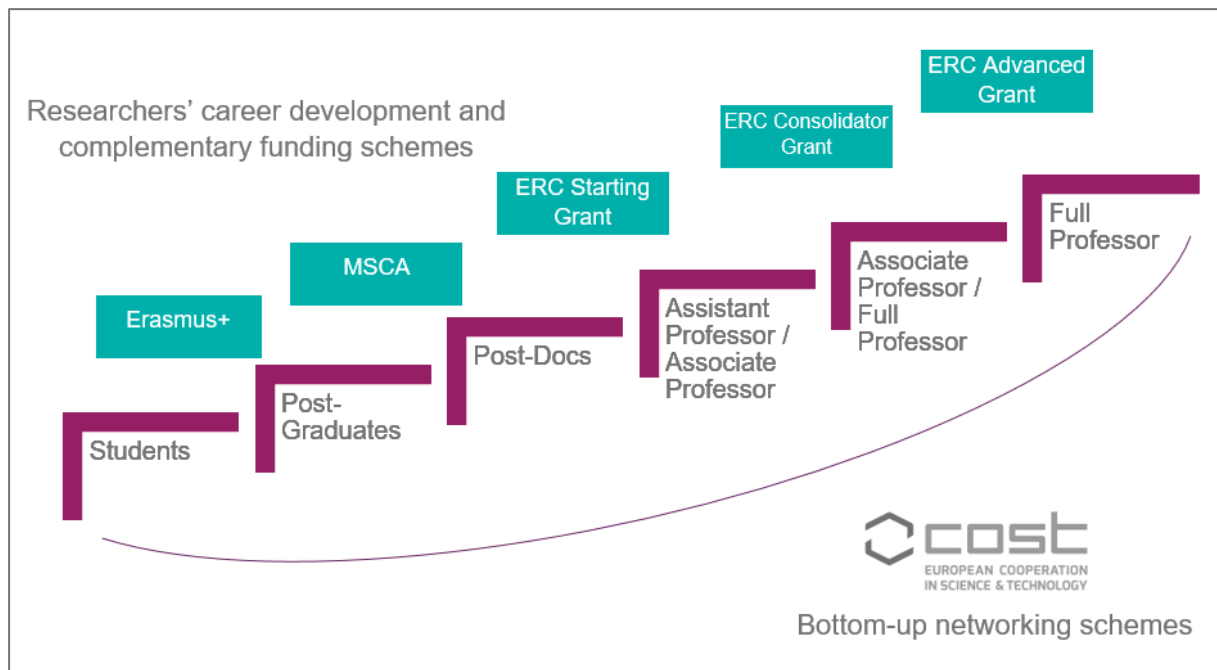 Researchers' career development and
complementary funding schemes
ERC Advanced
Grant
ERC Consolidator
Grant
ERC Starting
Grant
MSCA
Erasmus+
Full
Professor
Associate
Professor /
Full
Professor
Assistant
Professor /
Associate
Professor
Post-Docs
Post-
Graduates
Students
cost
EUROPEAN COOPERATION
IN SCIENCE & TECHNOLOGY
Bottom-up networking schemes